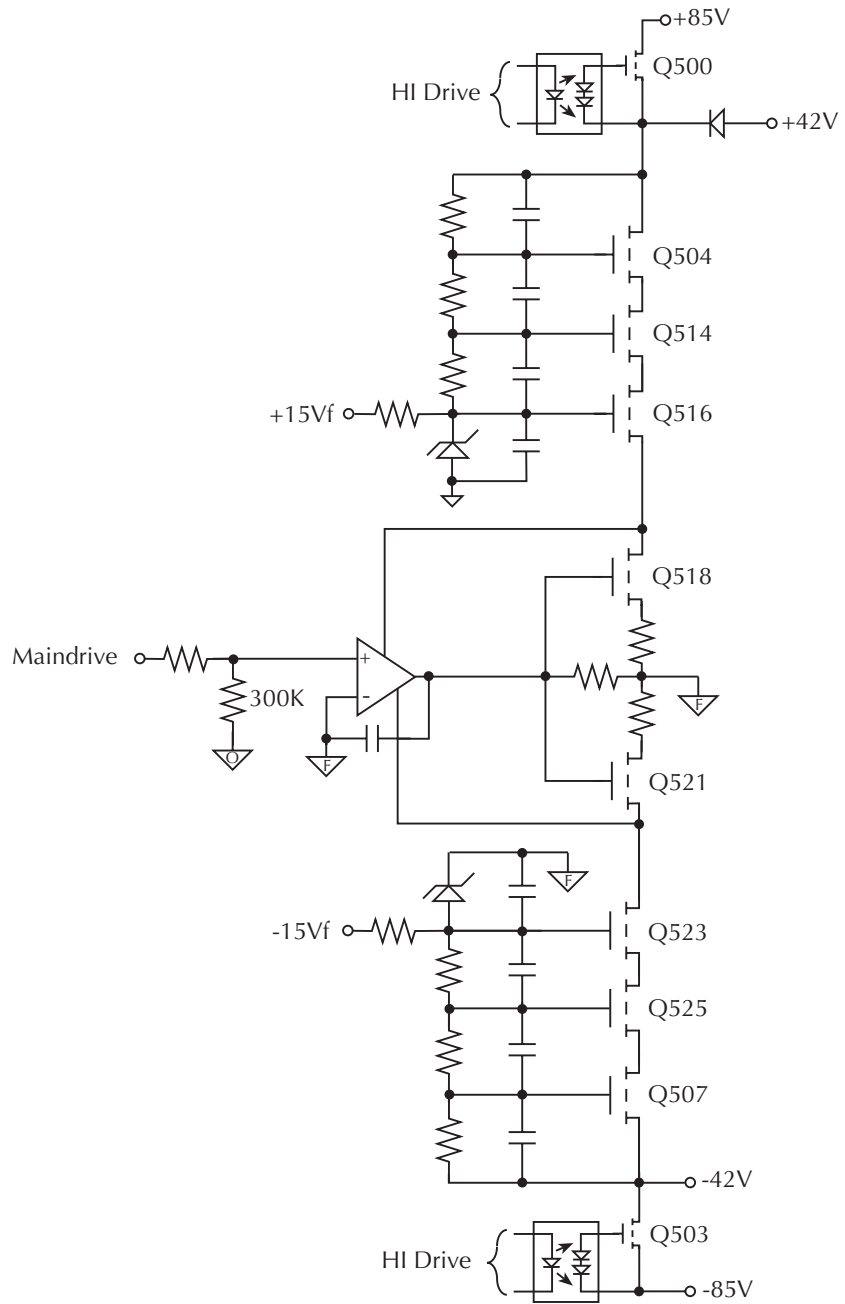 +85V
Q500
HI Drive
+42V
Q504
Q514
+15Vf
Q516
Q518
Maindrive
+
-
300K
F
O
F
Q521
F
-15Vf
Q523
Q525
Q507
-42V
Q503
HI Drive
-85V